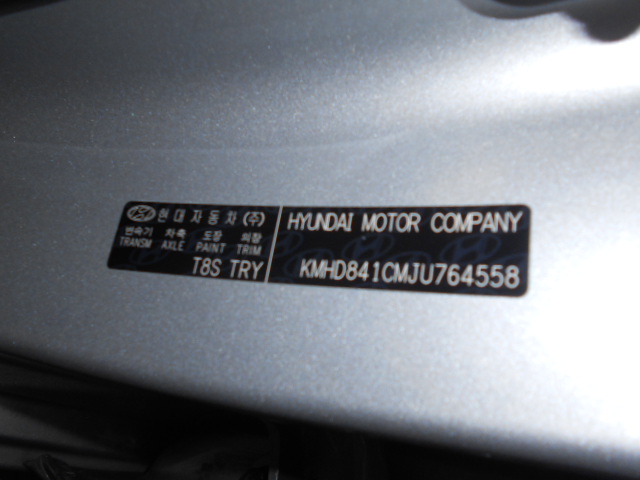 현대자동차(주)
변속기 차축 도장 의장
TRANSM AXLE PAINT TRIM
T8S TRY
HYUNDAI MOTOR COMPANY
KMHD841CMJU764558